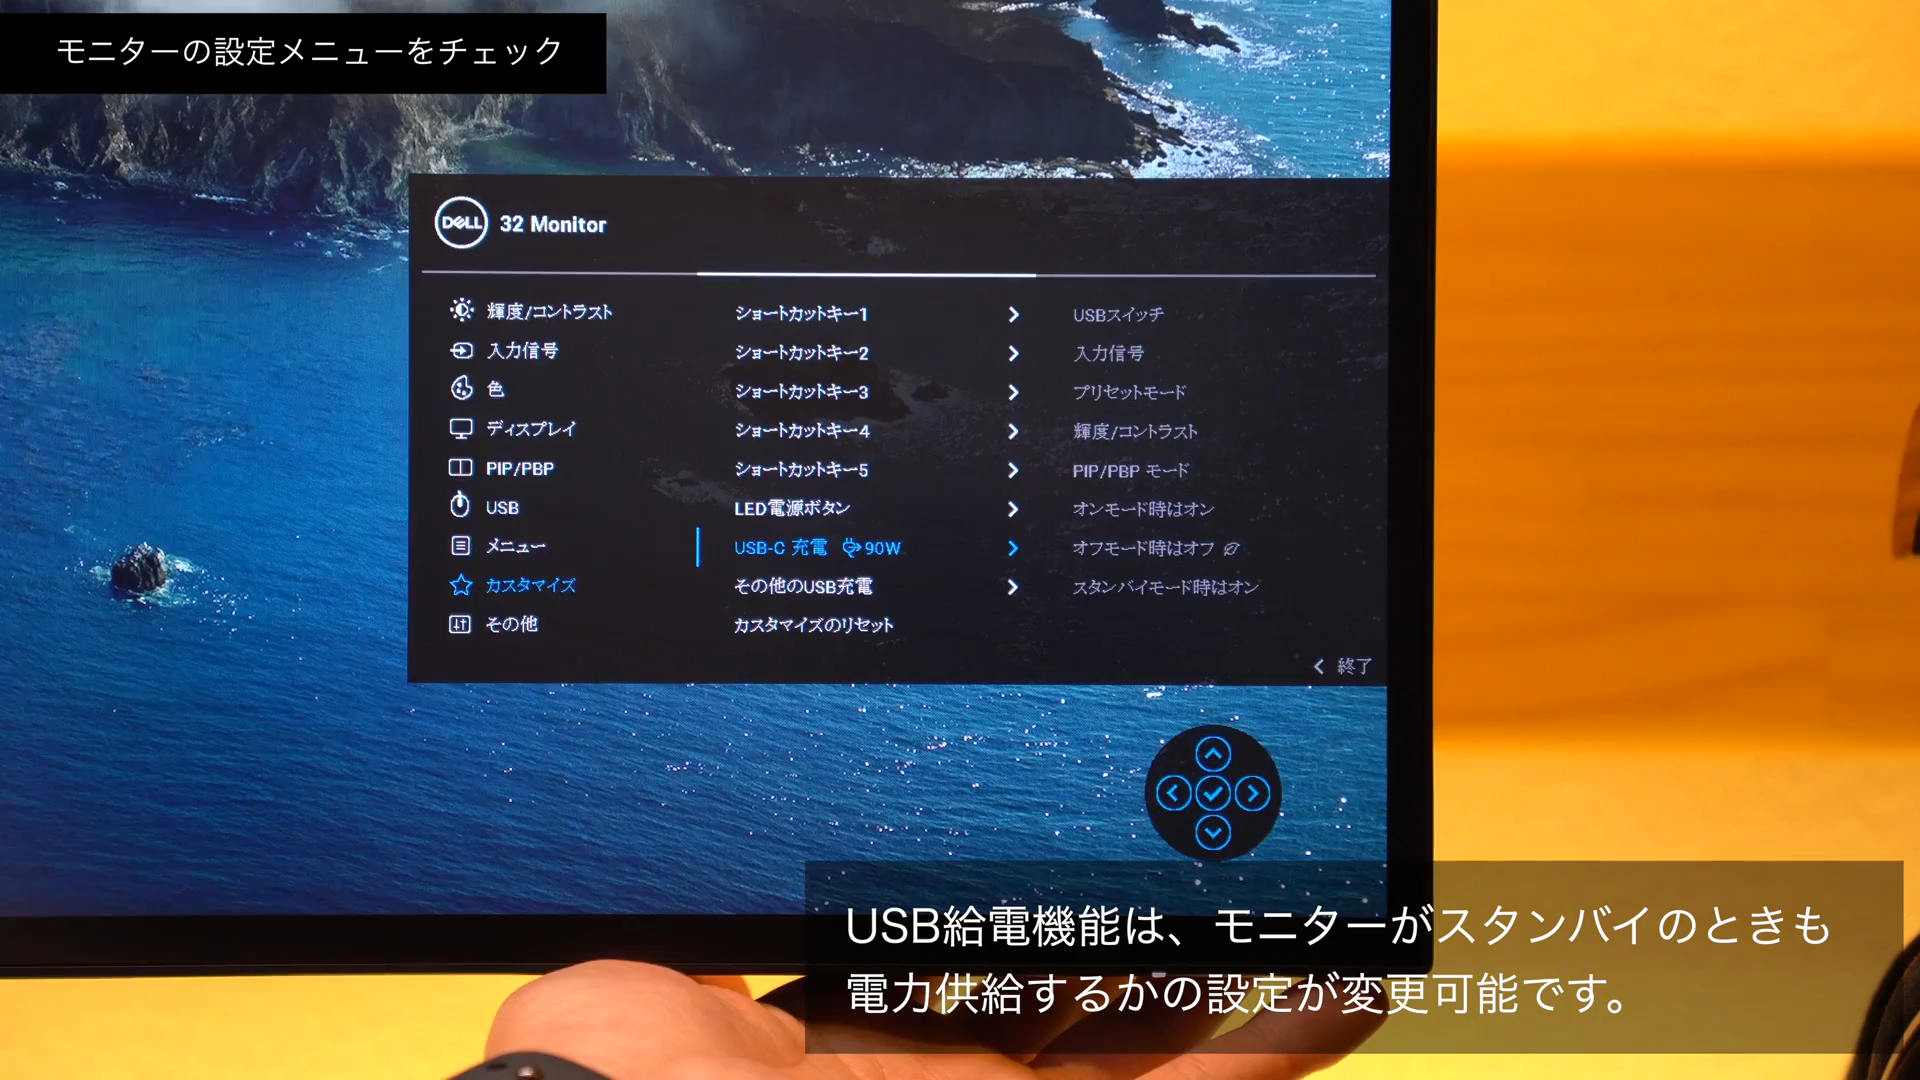 モニターの設定メニューをチェック
DELL 32 Monitor
輝度/コントラスト ショートカットキー1 USBスイッチ
入力信号 ショートカットキー2 入力信号
色 ショートカットキー3 プリセットモード
ディスプレイ ショートカットキー4 輝度/コントラスト
PIP/PBP ショートカットキー5 PIP/PBP モード
USB LED電源ボタン オンモード時はオン
メニュー USB-C 充電 90W オフモード時はオフ
カスタマイズ その他のUSB充電 スタンバイモード時はオン
その他 カスタマイズのリセット
終了
USB給電機能は、モニターがスタンバイのときも
電力供給するかの設定が変更可能です。